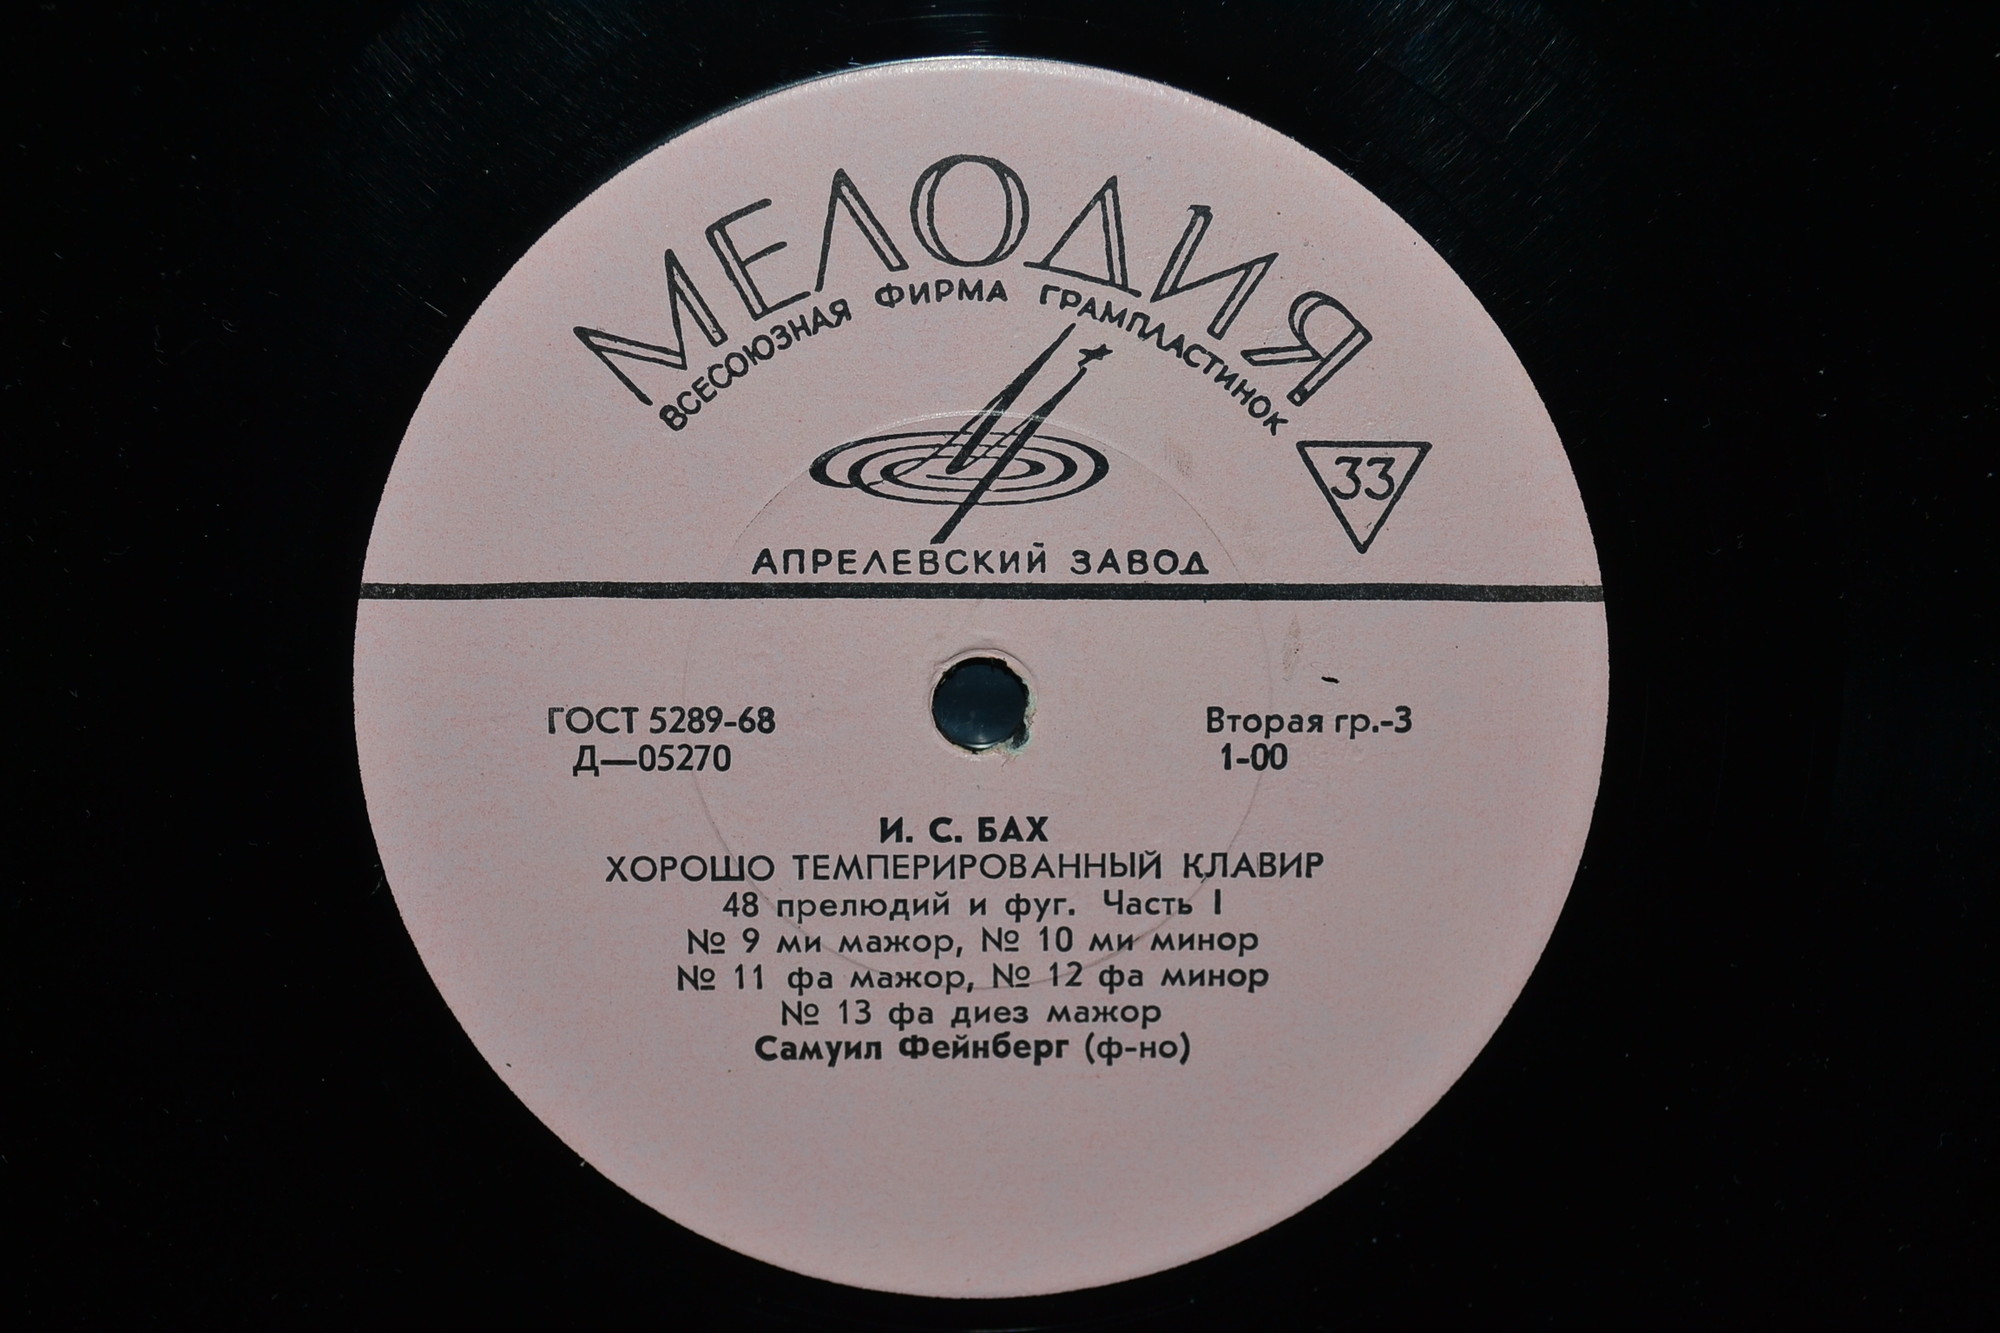 МЕЛОДИЯ
ВСЕСОЮЗНАЯ ФИРМА ГРАМПЛАСТИНОК
33
АПРЕЛЕВСКИЙ ЗАВОД
ГОСТ 5289-68
Д—05270
Вторая гр.-3
1-00
И. С. БАХ
ХОРОШО ТЕМПЕРИРОВАННЫЙ КЛАВИР
48 прелюдий и фуг. Часть I
№ 9 ми мажор, № 10 ми минор
№ 11 фа мажор, № 12 фа минор
№ 13 фа диез мажор
Самуил Фейнберг (ф-но)